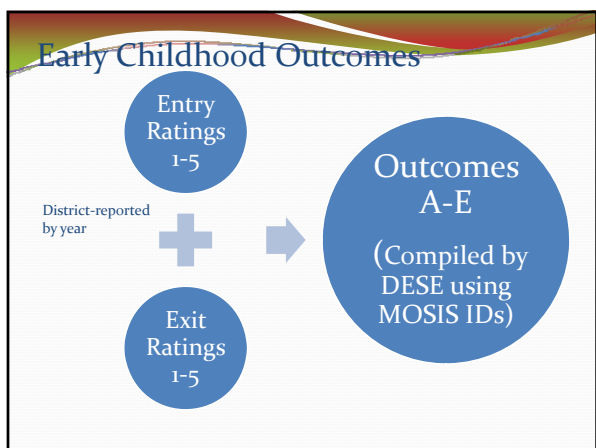 Early Childhood Outcomes
Entry
Ratings
1-5
District-reported
by year
Exit
Ratings
1-5
Outcomes
A-E
(Compiled by
DESE using
MOSIS IDs)